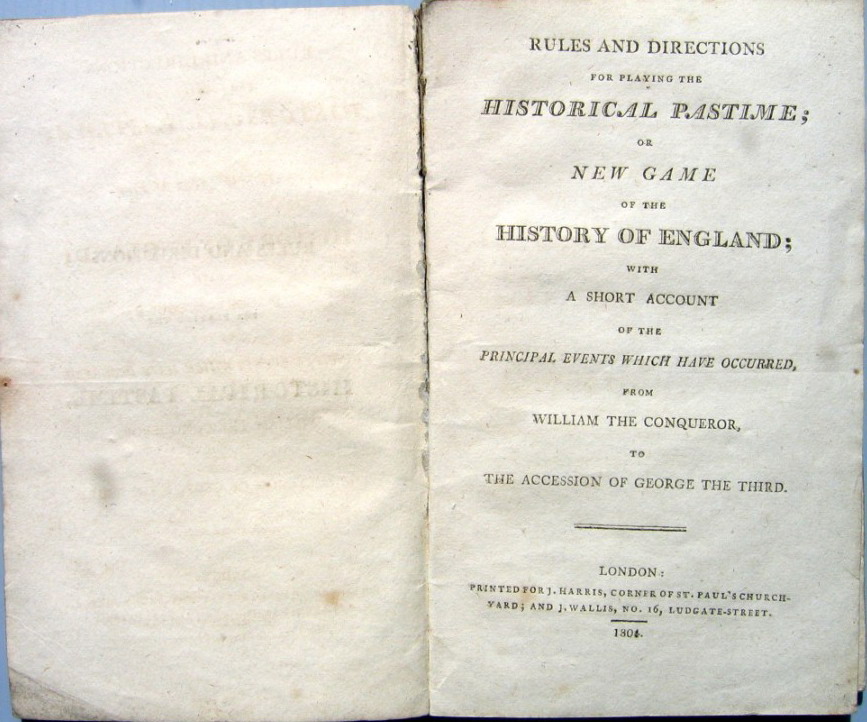 RULES AND DIRECTIONS
FOR PLAYING THE
HISTORICAL PASTIME;
OR
NEW GAME
OF THE
HISTORY OF ENGLAND;
WITH
A SHORT ACCOUNT
OF THE
PRINCIPAL EVENTS WHICH HAVE OCCURRED,
FROM
WILLIAM THE CONQUEROR,
TO
THE ACCESSION OF GEORGE THE THIRD.
LONDON:
PRINTED FOR J. HARRIS, CORNER OF ST. PAUL'S CHURCH-
YARD; AND J. WALLIS, NO. 16, LUDGATE-STREET.